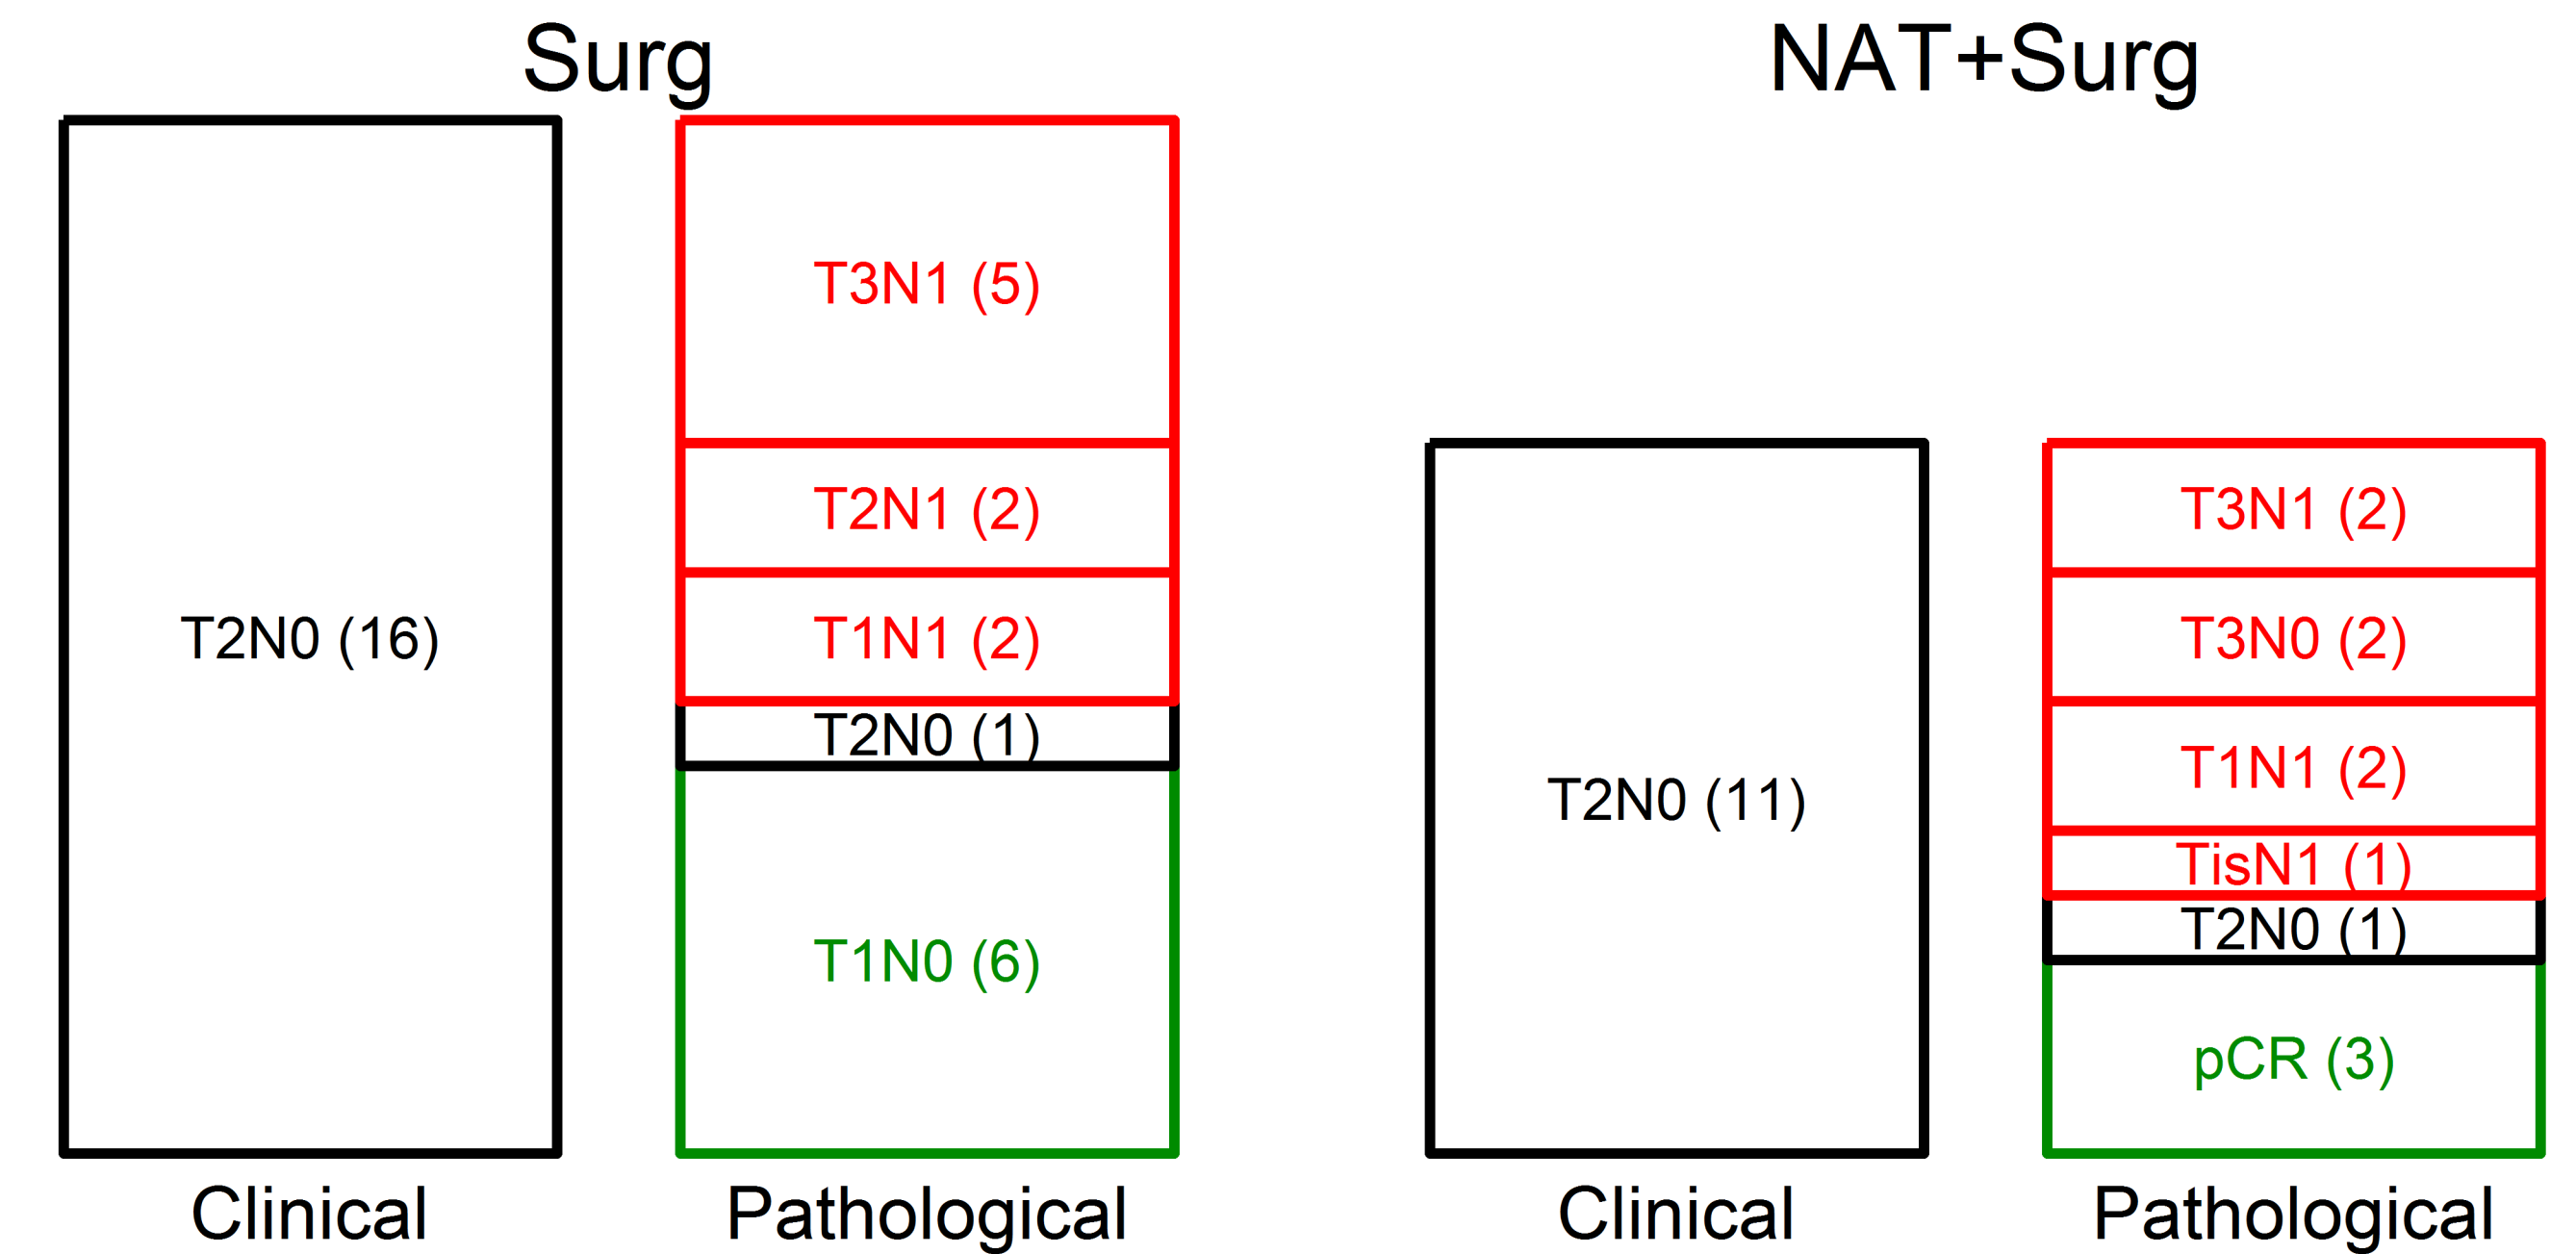 Surg
NAT+Surg
T2N0 (16)
T3N1 (5)
T2N1 (2)
T1N1 (2)
T2N0 (1)
T1N0 (6)
Clinical
Pathological
T2N0 (11)
T3N1 (2)
T3N0 (2)
T1N1 (2)
TisN1 (1)
T2N0 (1)
pCR (3)
Clinical
Pathological